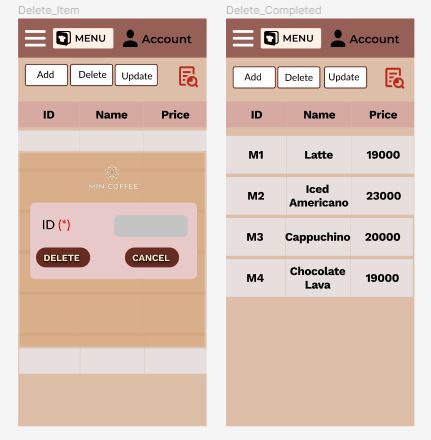 Delete_Item
MENU
Account
Add
Delete
Update
ID
Name
Price
MIN COFFEE
ID (*)
DELETE
CANCEL
Delete_Completed
MENU
Account
Add
Delete
Update
ID
Name
Price
M1
Latte
19000
M2
Iced
Americano
23000
M3
Cappuchino
20000
M4
Chocolate
Lava
19000